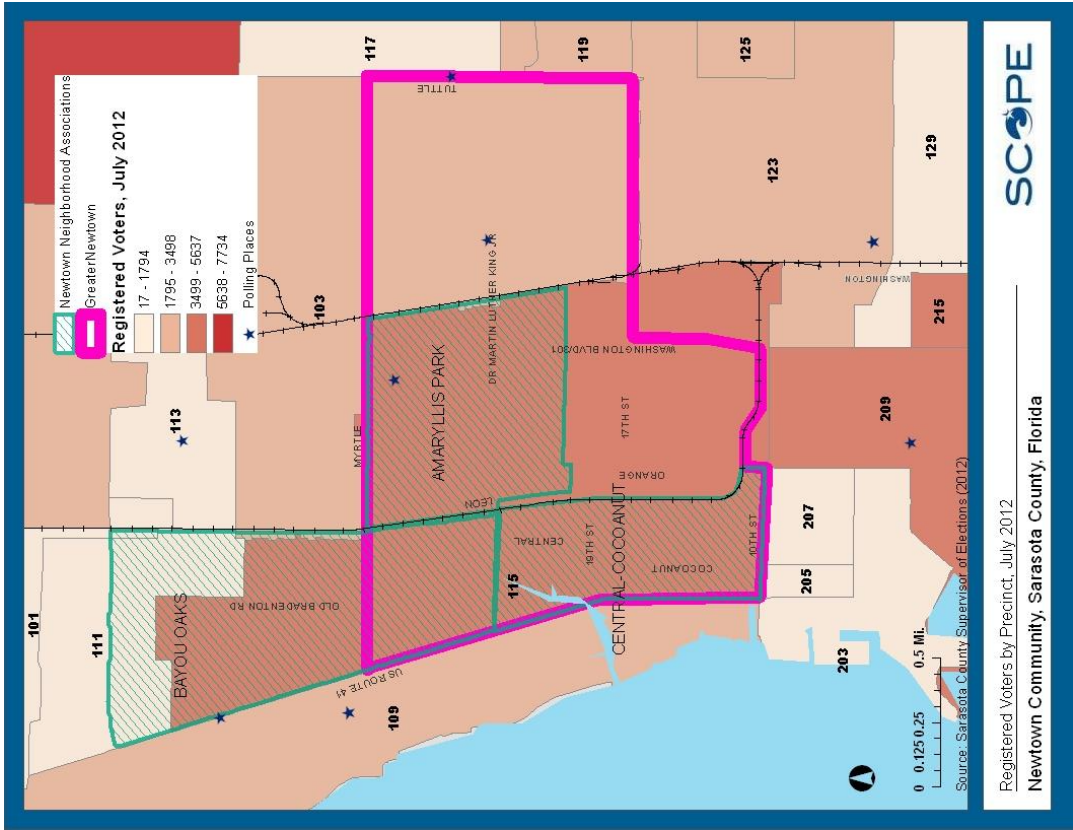 Newtown Neighborhood Associations
GreaterNewtown
Registered Voters, July 2012
17 - 1794
1795 - 3498
3499 - 5637
5638 - 7734
Polling Places
101
111
113
BAYOU OAKS
103
OLD BRADENTON RD
MYRTLE
117
US ROUTE 41
109
TUTTLE
AMARYLLIS PARK
LEON
DR MARTIN LUTHER KING JR
115
CENTRAL
119
19TH ST
CENTRAL-COCOANUT
17TH ST
ORANGE
WASHINGTON BLVD/301
COCOANUT
10TH ST
125
123
205
207
203
209
WASHINGTON
129
215
0 0.125 0.25 0.5 Mi.
Source: Sarasota County Supervisor of Elections (2012)
Registered Voters by Precinct, July 2012
Newtown Community, Sarasota County, Florida
SCOPE